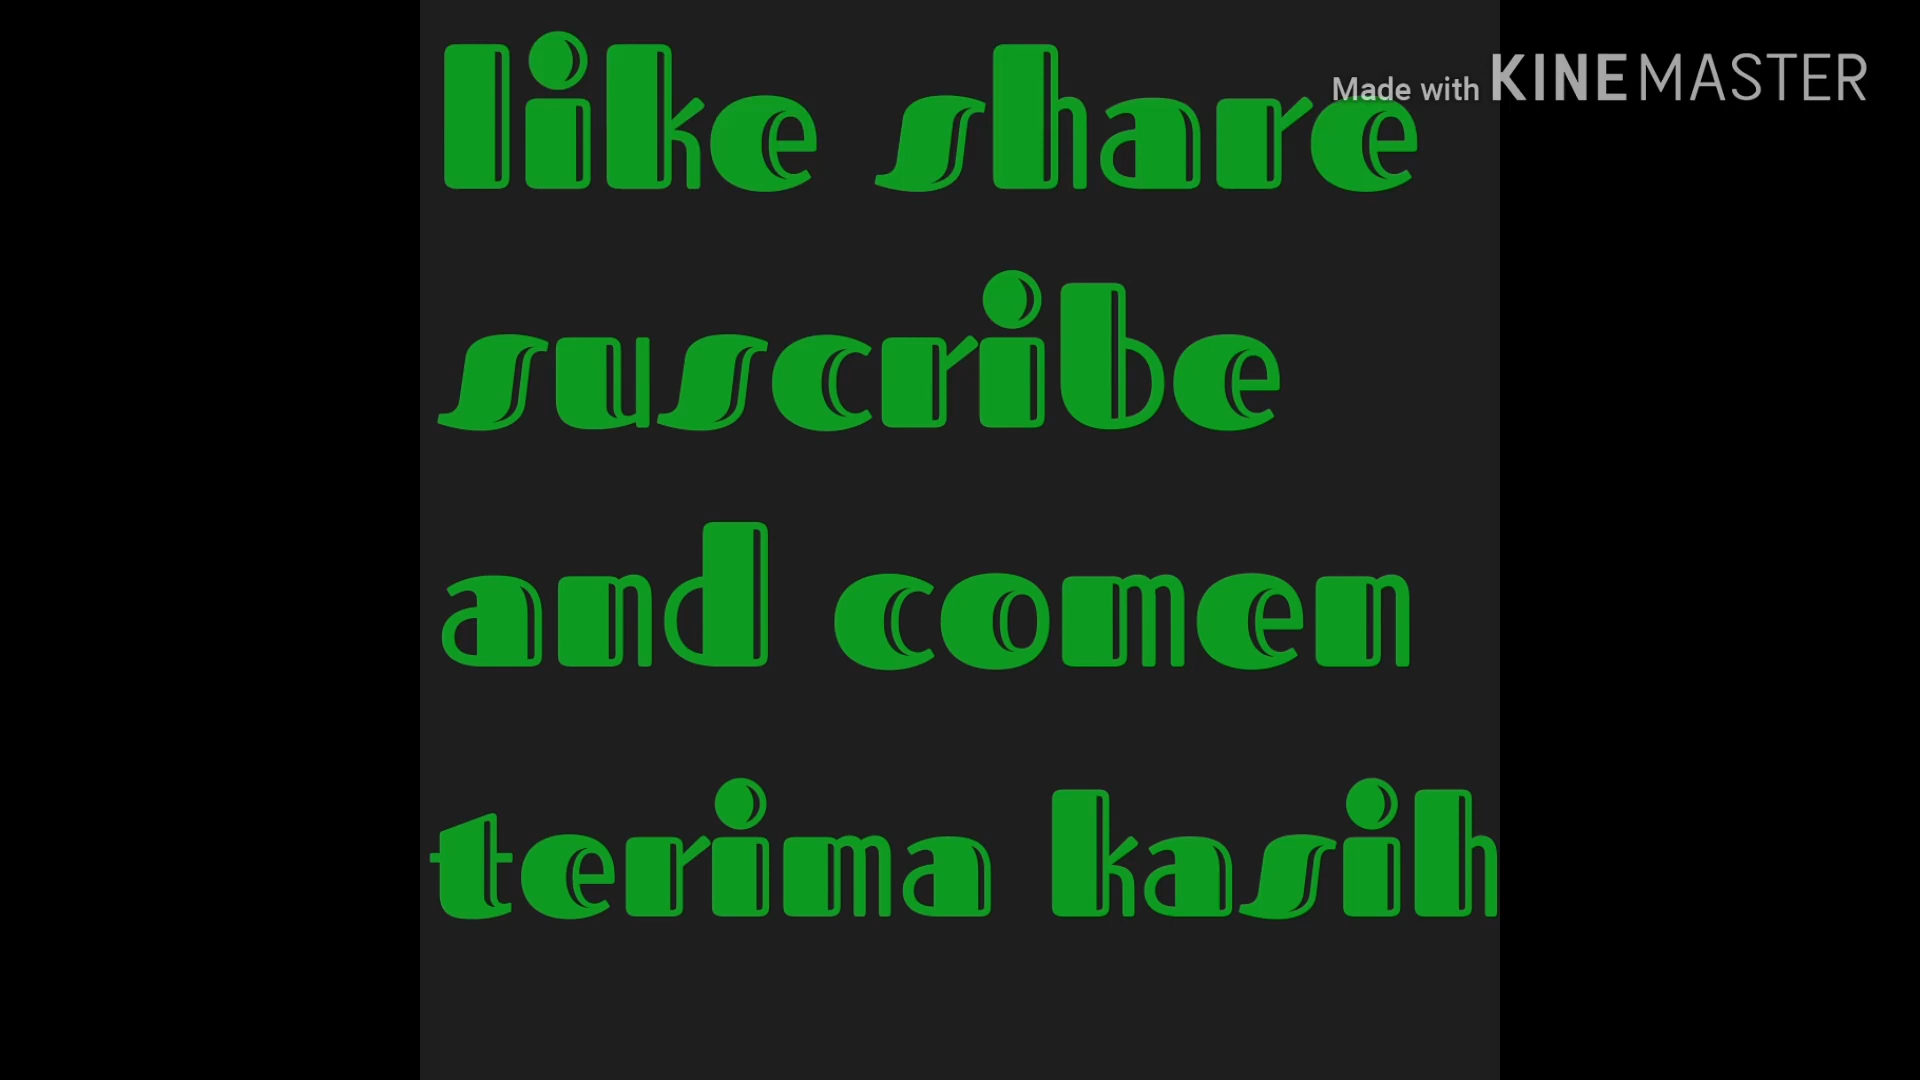 like share
Made with KINEMASTER
suscribe
and comen
terima kasih